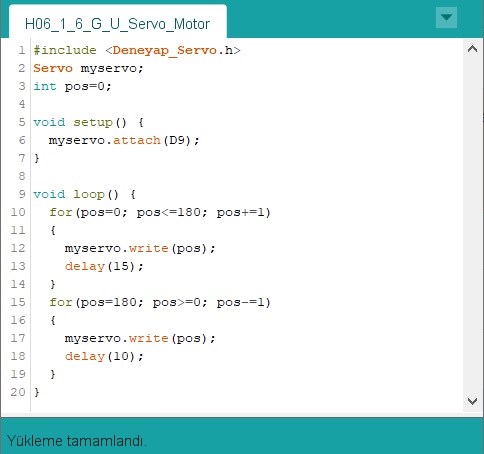 H06_1_6_G_U_Servo_Motor
1 #include <Deneyap_Servo.h>
2 Servo myservo;
3 int pos=0;
4
5 void setup() {
6   myservo.attach(D9);
7 }
8
9 void loop() {
10   for(pos=0; pos<=180; pos+=1)
11   {
12     myservo.write(pos);
13     delay(15);
14   }
15   for(pos=180; pos>=0; pos-=1)
16   {
17     myservo.write(pos);
18     delay(10);
19   }
20 }
Yükleme tamamlandı.